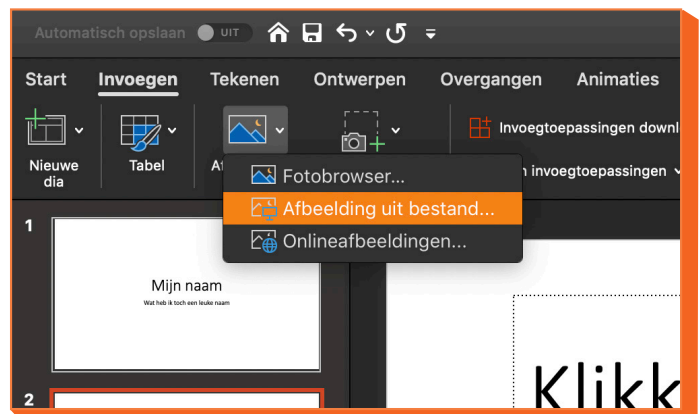 Automatisch opslaan UIT
Start Invoegen Tekenen Ontwerpen Overgangen Animaties
Invoegtoepassingen downl
Nieuwe
dia
Tabel
invoegtoepassingen
Fotobrowser...
Afbeelding uit bestand...
Onlineafbeeldingen...
1
Mijn naam
Wat heb ik toch een leuke naam
2
Klikk